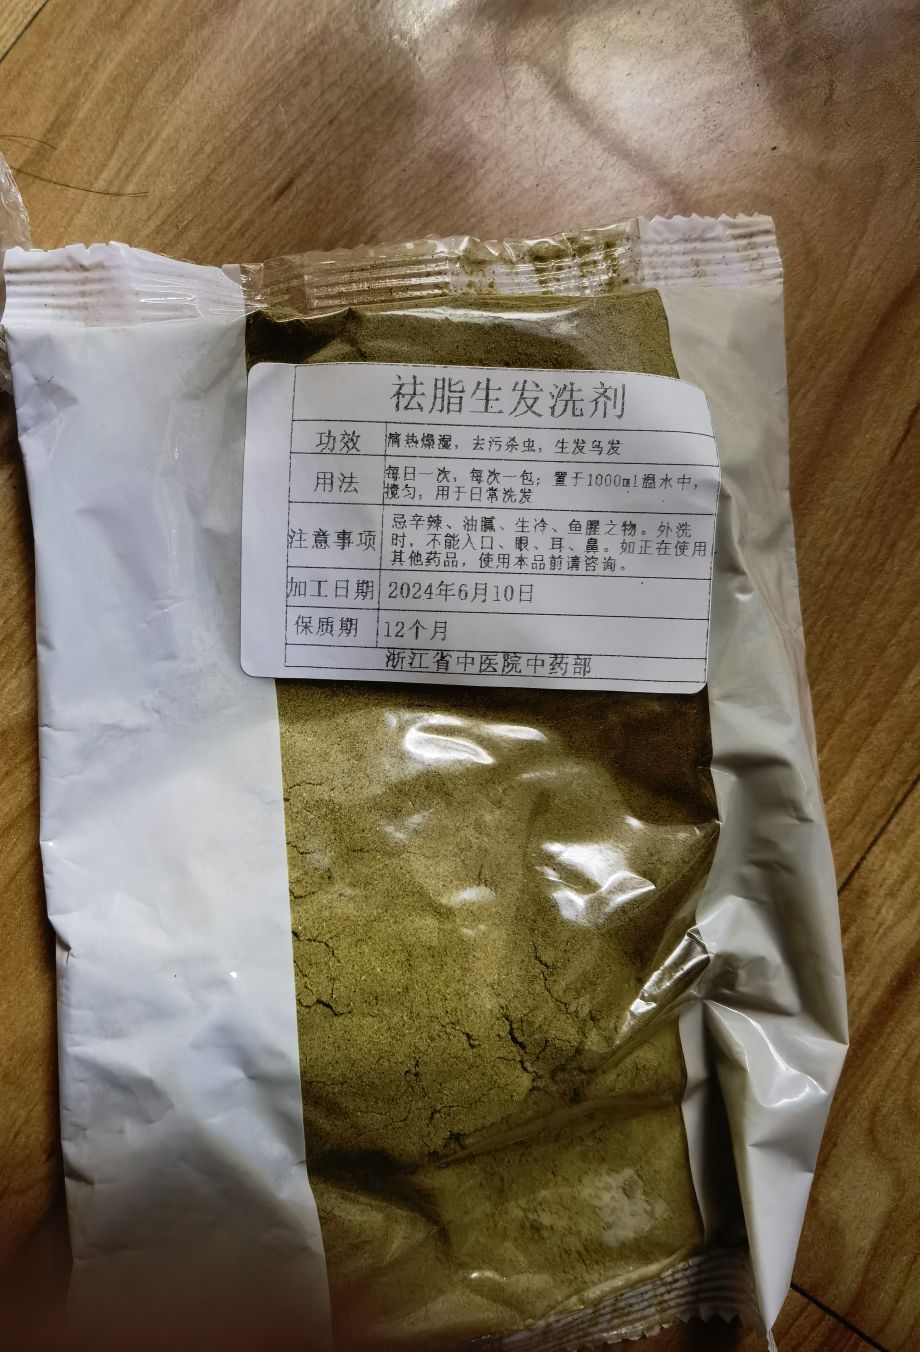 祛脂生发洗剂
功效 清热燥湿，去污杀虫，生发乌发
用法 每日一次，每次一包；置于1000ml温水中，
搅匀，用于日常洗发
注意事项 忌辛辣、油腻、生冷、鱼腥之物。外洗
时，不能入口、眼、耳、鼻。如正在使用
其他药品，使用本品前请咨询。
加工日期 2024年6月10日
保质期 12个月
浙江省中医院中药部